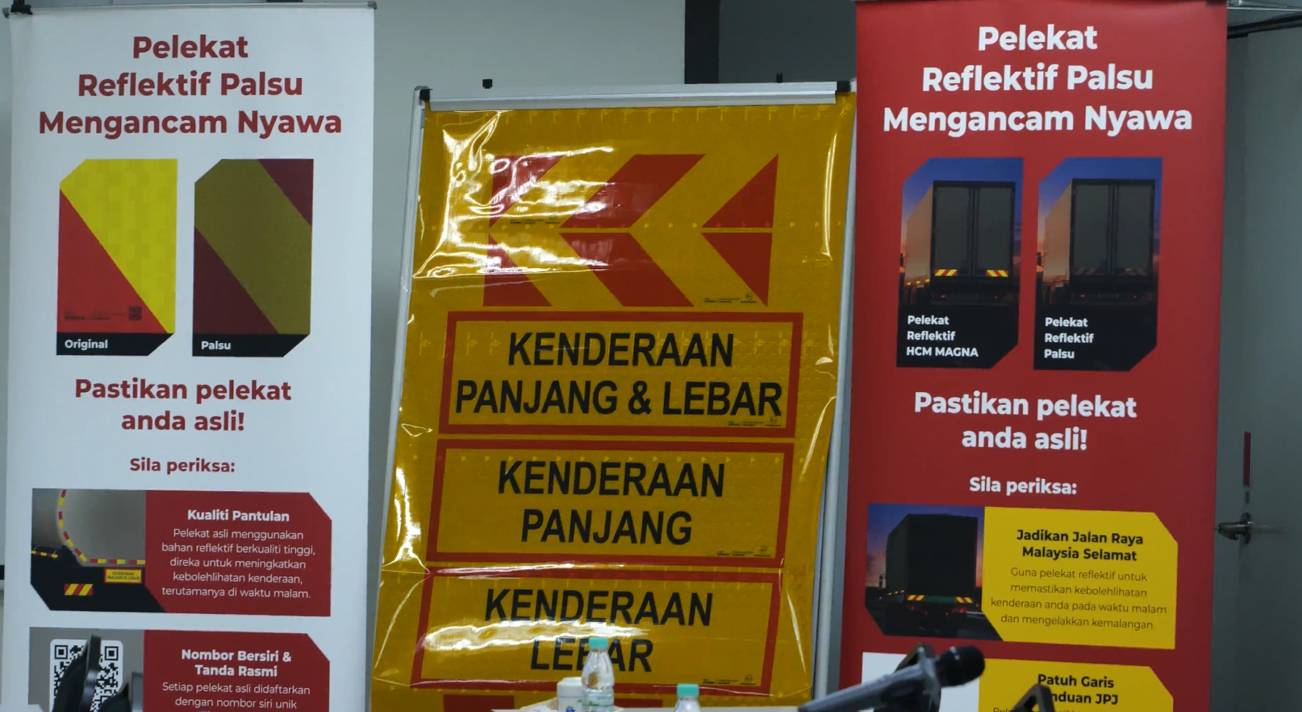 Pelekat
Reflektif Palsu
Mengancam Nyawa
Original
Palsu
Pastikan pelekat
anda asli!
Sila periksa:
Kualiti Pantulan
Pelekat asli menggunakan
bahan reflektif berkualiti tinggi,
direka untuk meningkatkan
kebolehlihatan kenderaan,
terutamanya di waktu malam.
Nombor Bersiri &
Tanda Rasmi
Setiap pelekat asli didaftarkan
dengan nombor siri unik
KENDERAAN
PANJANG & LEBAR
KENDERAAN
PANJANG
KENDERAAN
LEBAR
Pelekat
Reflektif Palsu
Mengancam Nyawa
Pelekat
Reflektif
HCM MAGNA
Pelekat
Reflektif
Palsu
Pastikan pelekat
anda asli!
Sila periksa:
Jadikan Jalan Raya
Malaysia Selamat
Guna pelekat reflektif untuk
memastikan kebolehlihatan
kenderaan anda pada waktu malam
dan mengelakkan kemalangan.
Patuh Garis
nduan JPJ